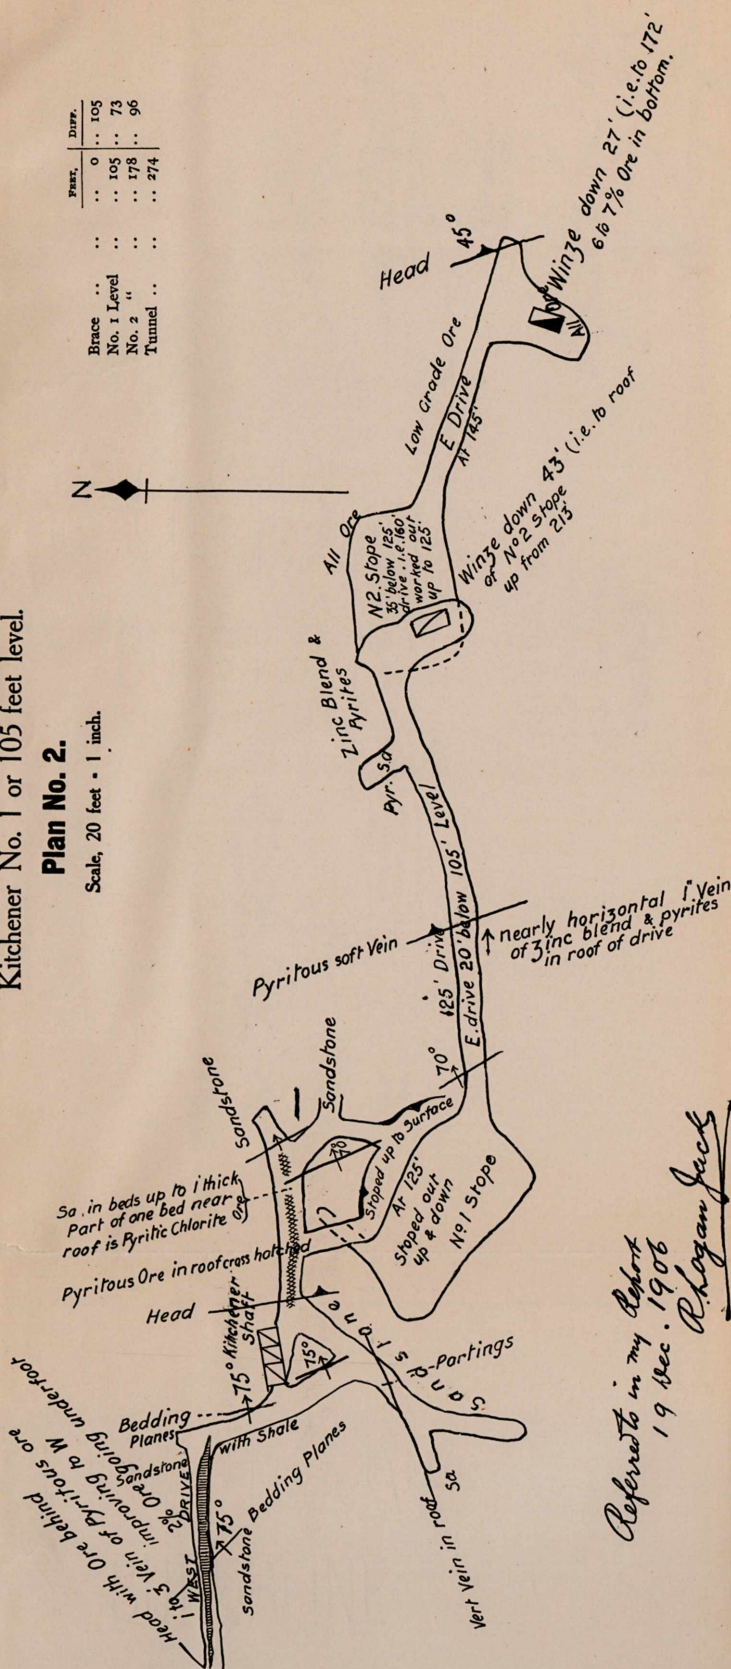 Kitchener No. 1 or 105 feet level.
Plan No. 2.
Scale, 20 feet = 1 inch.
FEET, DIFF.
Brace .. .. .. 0 .. 105
No. 1 Level .. .. 105 .. 73
No. 2 " .. .. 178 .. 96
Tunnel .. .. .. 274
N
Head with Ore behind
1 to 3" Vein of Pyritous ore
improving to W
2% Ore going underfoot
WEST DRIVE
Sandstone
Bedding
Planes
with Shale
75°
Sandstone
Bedding Planes
75° Kitchener
Shaft
75°
Head
Pyritous Ore in roof cross hatched
Sa. in beds up to 1' thick
Part of one bed near
roof is Pyritic Chlorite Ore
Sandstone
Sandstone
70°
Stoped up to Surface
At 125'
Stoped out
up & down
No 1 Stope
Sandstone
Sa-Partings
Vert Vein in roof
Sa
70°
125' Drive
E. drive 20' below 105' Level
Pyritous soft Vein
nearly horizontal 1" Vein
of Zinc blend & pyrites
in roof of drive
Pyr. Sa
Zinc Blend &
Pyrites
All Ore
N2. Stope
35' below 125'
drive. i.e. 160'
worked out
up to 125'
Winze down 43' (i.e. to roof
of No 2 Stope
up from 213'
Low Grade Ore
E Drive
At 145'
Head
45°
All
Winze down 27' (i.e. to 172'
6 to 7% Ore in bottom.
Referred to in my Report
19 Dec. 1906
R. Logan Jack